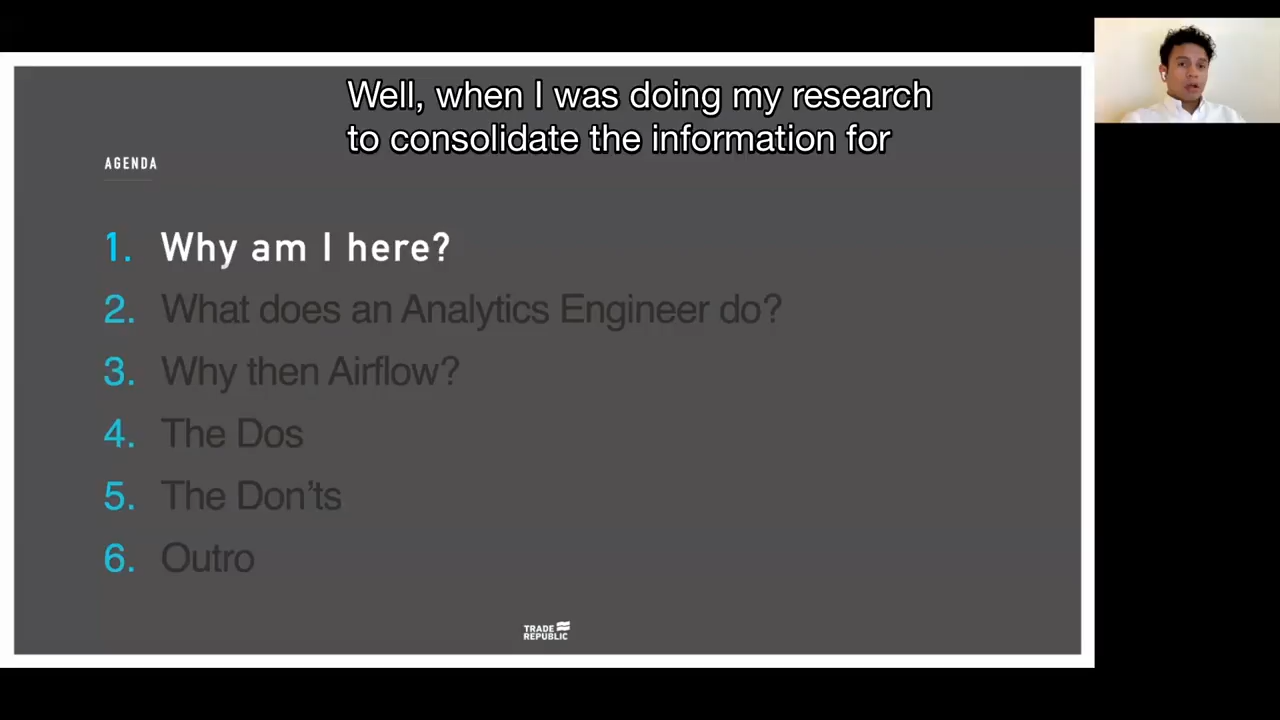 Well, when I was doing my research
to consolidate the information for
AGENDA
1. Why am I here?
2. What does an Analytics Engineer do?
3. Why then Airflow?
4. The Dos
5. The Don'ts
6. Outro
TRADE
REPUBLIC